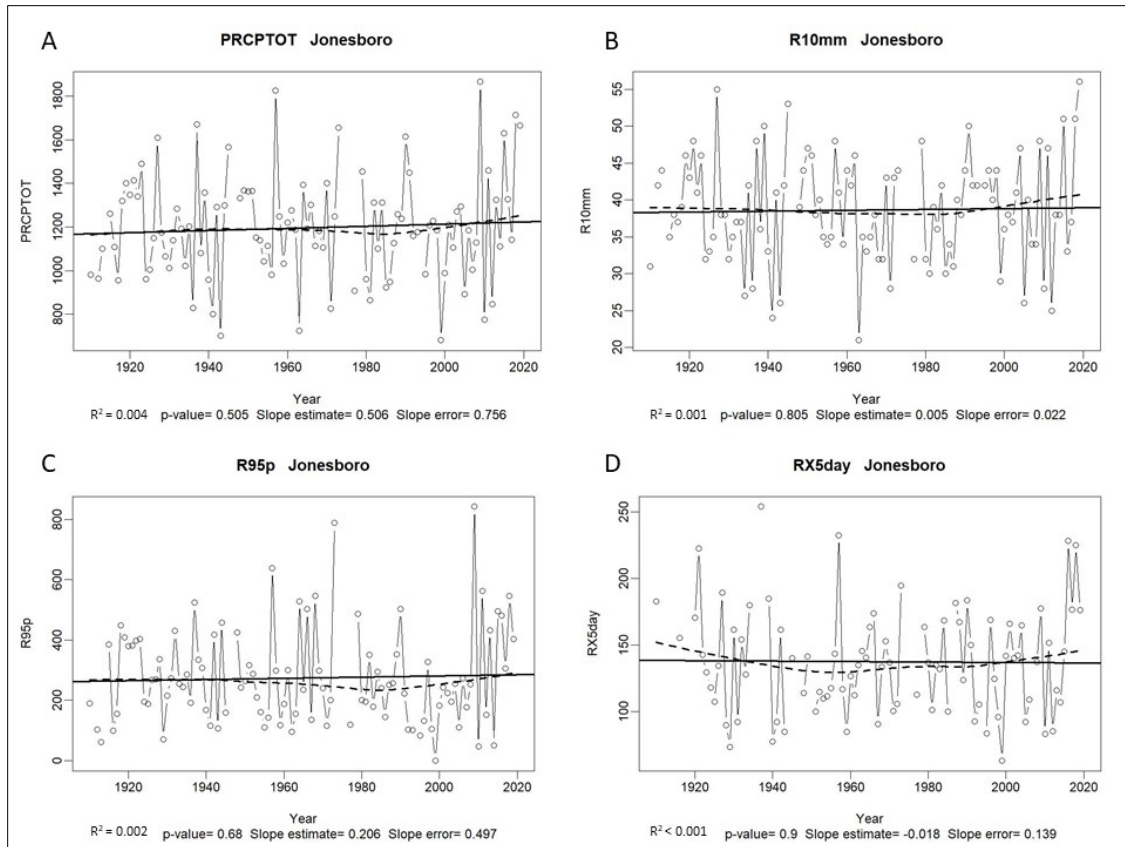 A
PRCPTOT Jonesboro
PRCPTOT
1800
1600
1400
1200
1000
800
1920 1940 1960 1980 2000 2020
Year
R² = 0.004 p-value= 0.505 Slope estimate= 0.506 Slope error= 0.756
B
R10mm Jonesboro
R10mm
55
50
45
40
35
30
25
20
1920 1940 1960 1980 2000 2020
Year
R² = 0.001 p-value= 0.805 Slope estimate= 0.005 Slope error= 0.022
C
R95p Jonesboro
R95p
800
600
400
200
0
1920 1940 1960 1980 2000 2020
Year
R² = 0.002 p-value= 0.68 Slope estimate= 0.206 Slope error= 0.497
D
RX5day Jonesboro
RX5day
250
200
150
100
1920 1940 1960 1980 2000 2020
Year
R² < 0.001 p-value= 0.9 Slope estimate= -0.018 Slope error= 0.139